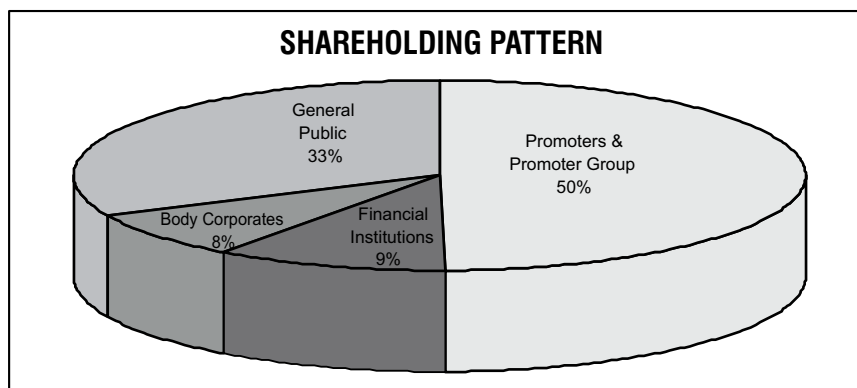 SHAREHOLDING PATTERN
General
Public
33%
Promoters &
Promoter Group
50%
Body Corporates
8%
Financial
Institutions
9%